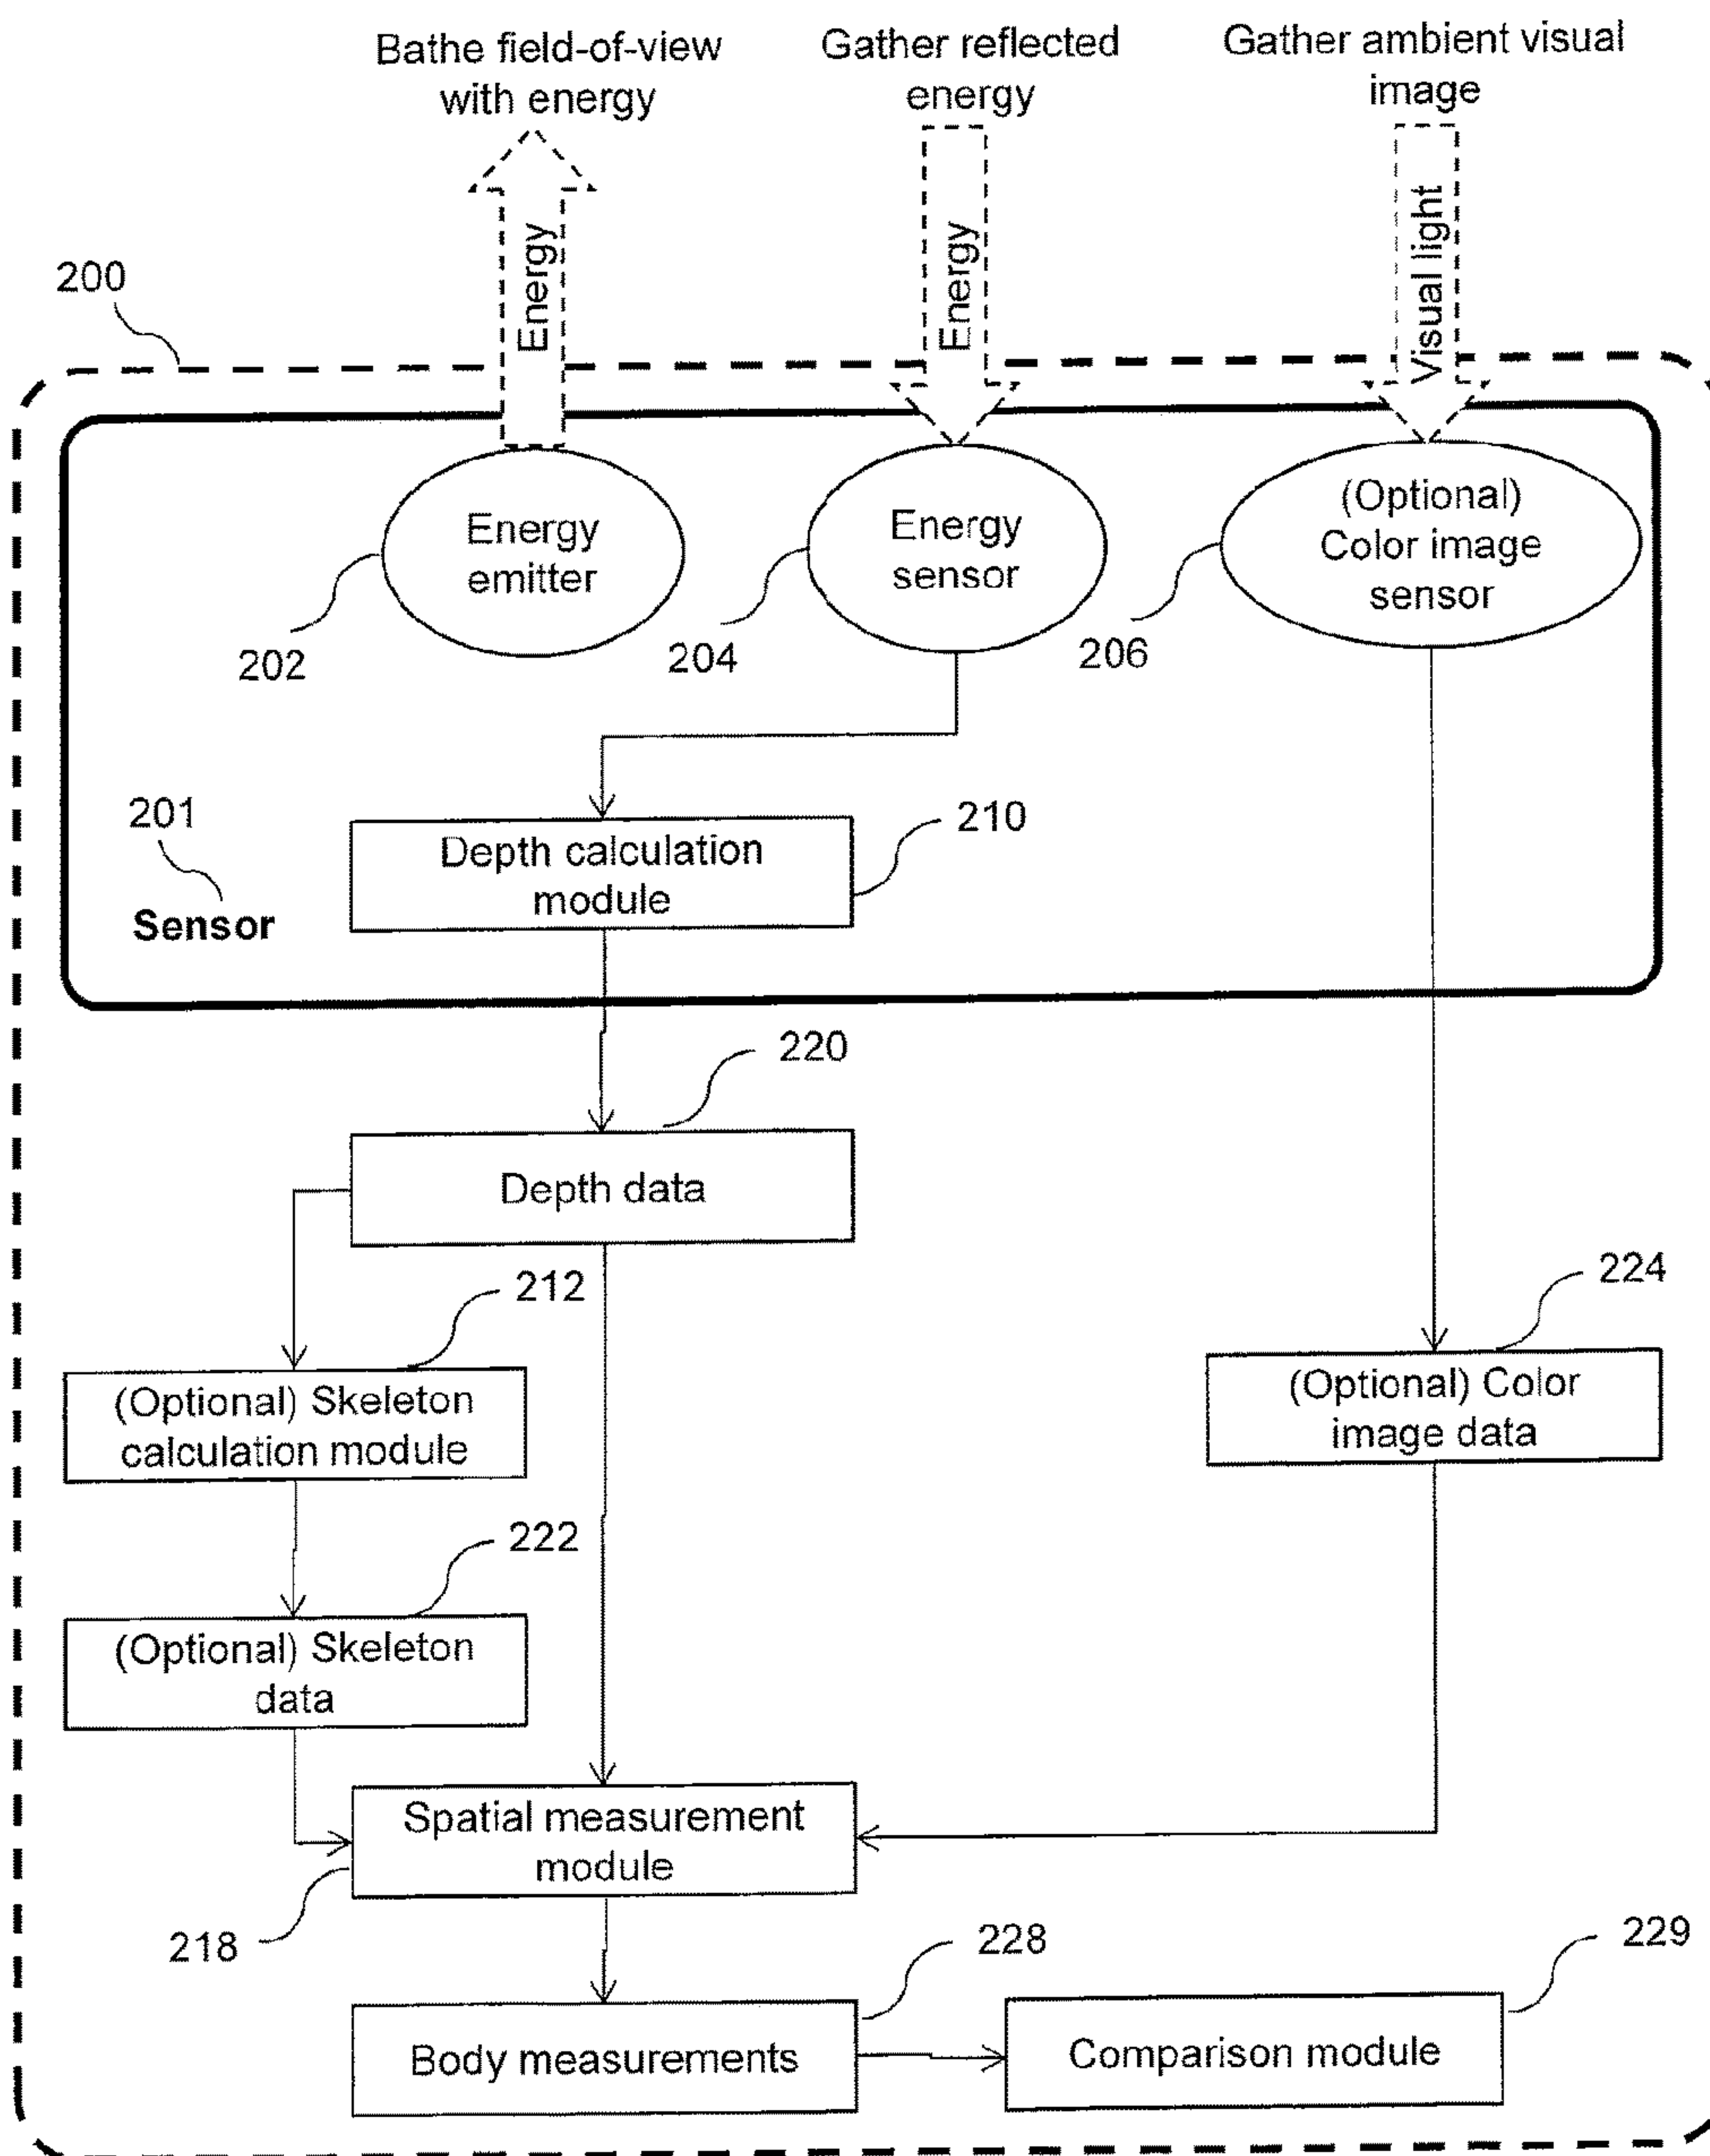 Bathe field-of-view
with energy
Gather reflected
energy
Gather ambient visual
image
Energy
Energy
Visual light
200
Energy
emitter
Energy
sensor
(Optional)
Color image
sensor
202
204
206
201
Sensor
Depth calculation
module
210
220
Depth data
212
224
(Optional) Skeleton
calculation module
(Optional) Color
image data
222
(Optional) Skeleton
data
Spatial measurement
module
218
228
229
Body measurements
Comparison module